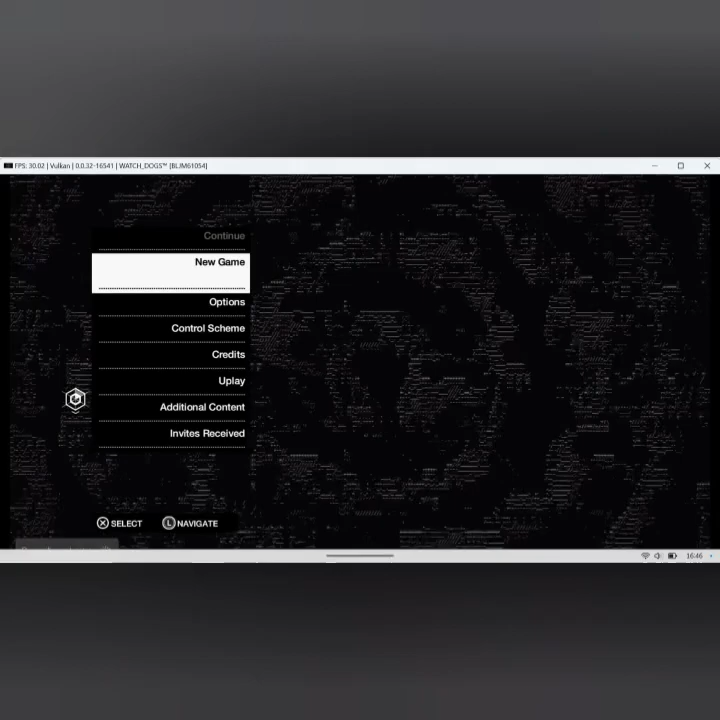 FPS: 30.02 | Vulkan | 0.0.32-16541 | WATCH_DOGS™ [BLJM61054]
Continue
New Game
Options
Control Scheme
Credits
Uplay
Additional Content
Invites Received
SELECT
L NAVIGATE
16:46